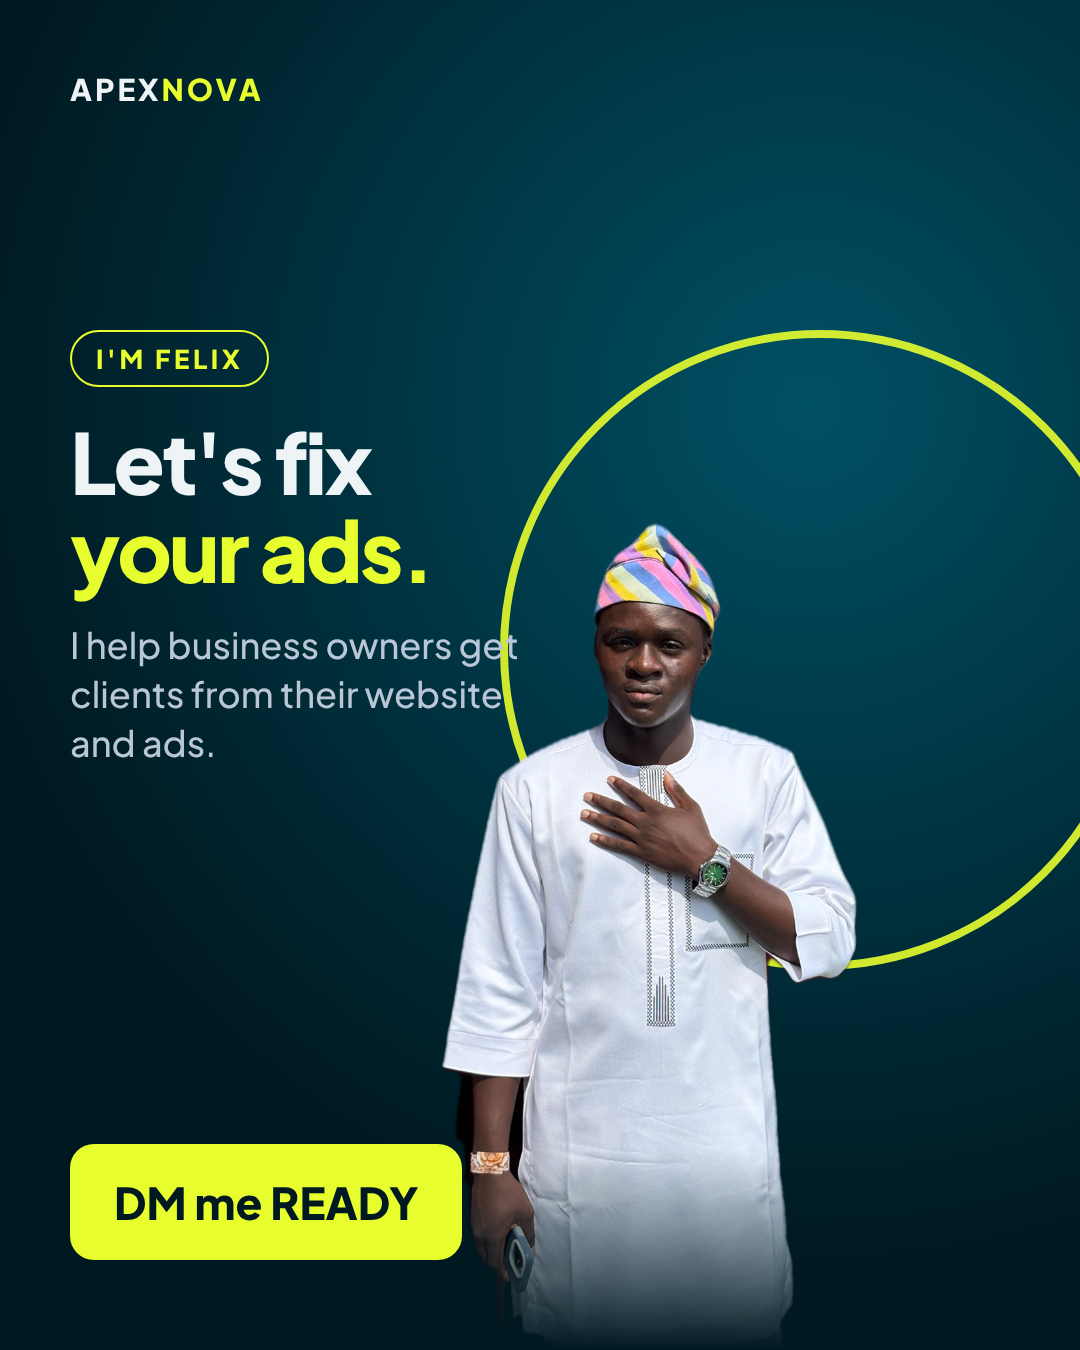 APEXNOVA
I'M FELIX
Let's fix
your ads.
I help business owners get
clients from their website
and ads.
DM me READY